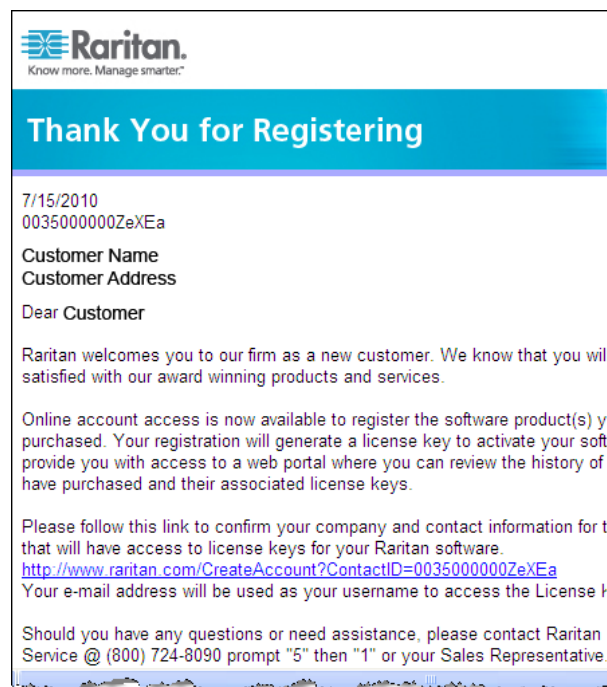 Raritan.
Know more. Manage smarter.™
Thank You for Registering
7/15/2010
0035000000ZeXEa
Customer Name
Customer Address
Dear Customer
Raritan welcomes you to our firm as a new customer. We know that you wil
satisfied with our award winning products and services.
Online account access is now available to register the software product(s) y
purchased. Your registration will generate a license key to activate your soft
provide you with access to a web portal where you can review the history of
have purchased and their associated license keys.
Please follow this link to confirm your company and contact information for t
that will have access to license keys for your Raritan software.
http://www.raritan.com/CreateAccount?ContactID=0035000000ZeXEa
Your e-mail address will be used as your username to access the License
Should you have any questions or need assistance, please contact Raritan
Service @ (800) 724-8090 prompt "5" then "1" or your Sales Representative.